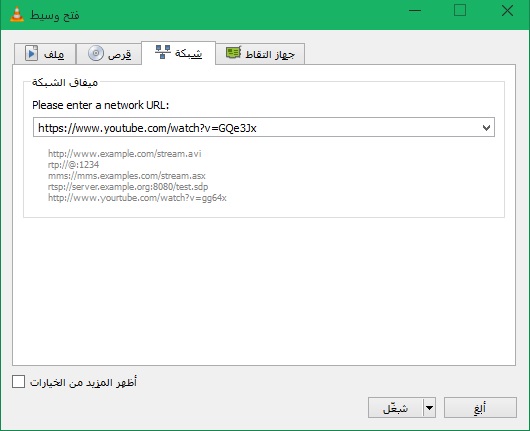 فتح وسيط
ملف
قرص
شبكة
جهاز التقاط
ميفاق الشبكة
Please enter a network URL:
https://www.youtube.com/watch?v=GQe3Jx
http://www.example.com/stream.avi
rtp://@:1234
mms://mms.examples.com/stream.asx
rtsp://server.example.org:8080/test.sdp
http://www.yourtube.com/watch?v=gg64x
أظهر المزيد من الخيارات
شغّل
ألغِ